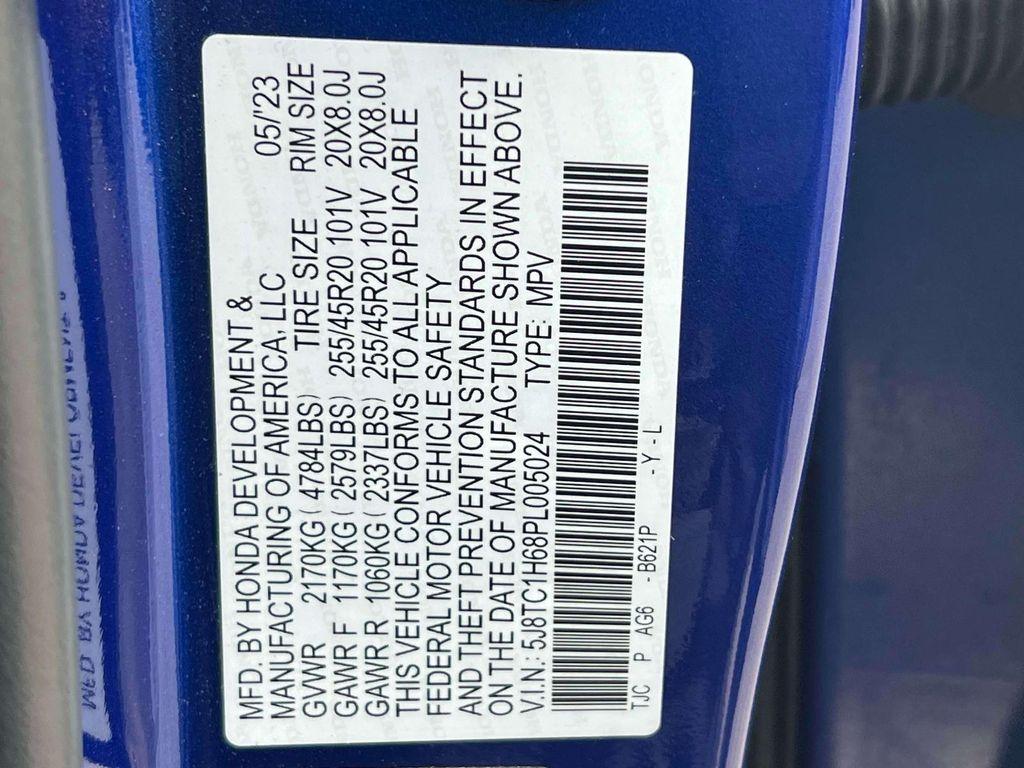 MFD. BY HONDA DEVELOPMENT &
MANUFACTURING OF AMERICA, LLC 05/'23
GVWR 2170KG ( 4784LBS) TIRE SIZE RIM SIZE
GAWR F 1170KG ( 2579LBS) 255/45R20 101V 20X8.0J
GAWR R 1060KG ( 2337LBS) 255/45R20 101V 20X8.0J
THIS VEHICLE CONFORMS TO ALL APPLICABLE
FEDERAL MOTOR VEHICLE SAFETY
AND THEFT PREVENTION STANDARDS IN EFFECT
ON THE DATE OF MANUFACTURE SHOWN ABOVE.
V.I.N.: 5J8TC1H68PL005024 TYPE: MPV
TJC P AG6 - B621P - Y - L
HONDA